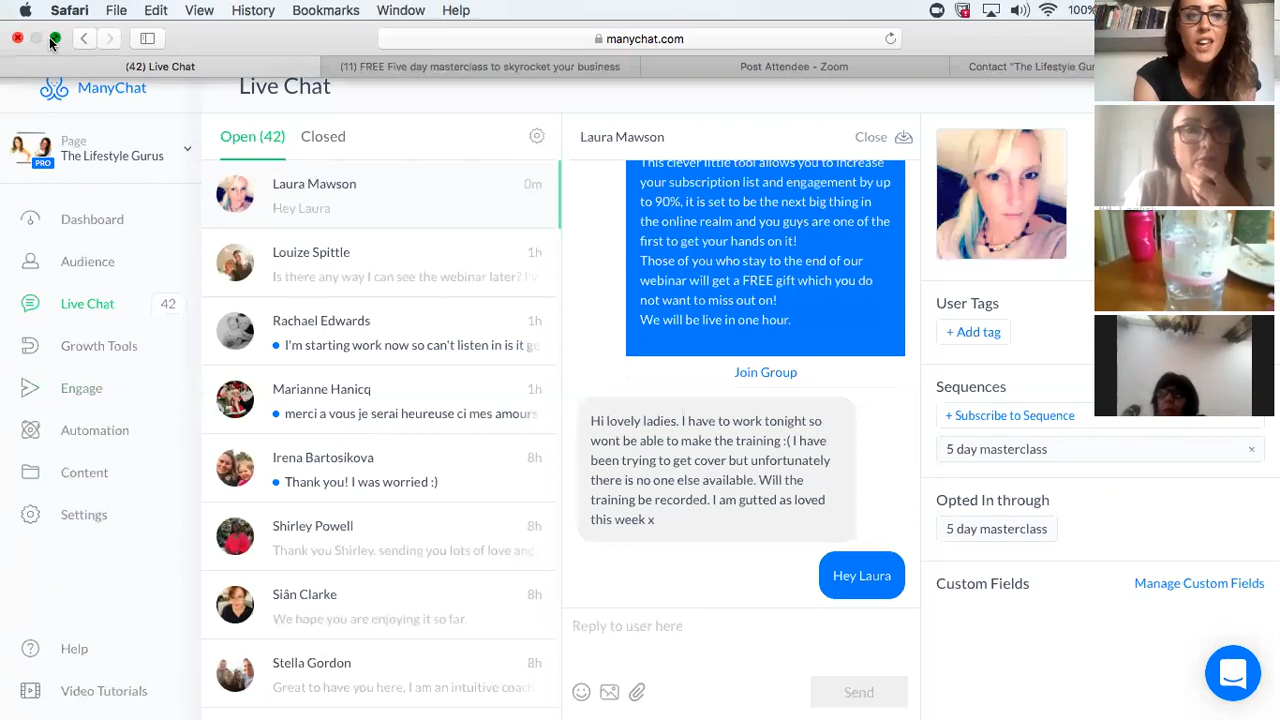 Safari File Edit View History Bookmarks Window Help 100%
manychat.com
(42) Live Chat
(11) FREE Five day masterclass to skyrocket your business
Post Attendee - Zoom
Contact "The Lifestyle Guru
ManyChat
Live Chat
Page
The Lifestyle Gurus
PRO
Dashboard
Audience
Live Chat 42
Growth Tools
Engage
Automation
Content
Settings
Help
Video Tutorials
Open (42) Closed
Laura Mawson 0m
Hey Laura
Louize Spittle 1h
Is there any way I can see the webinar later? I'v
Rachael Edwards 1h
I'm starting work now so can't listen in is it go
Marianne Hanicq 1h
merci a vous je serai heureuse ci mes amours
Irena Bartosikova 8h
Thank you! I was worried :)
Shirley Powell 8h
Thank you Shirley. sending you lots of love and
Siân Clarke 8h
We hope you are enjoying it so far.
Stella Gordon 8h
Great to have you here, I am an intuitive coach
Laura Mawson Close
This clever little tool allows you to increase
your subscription list and engagement by up
to 90%, it is set to be the next big thing in
the online realm and you guys are one of the
first to get your hands on it!
Those of you who stay to the end of our
webinar will get a FREE gift which you do
not want to miss out on!
We will be live in one hour.
Join Group
Hi lovely ladies. I have to work tonight so
wont be able to make the training :( I have
been trying to get cover but unfortunately
there is no one else available. Will the
training be recorded. I am gutted as loved
this week x
Hey Laura
Reply to user here
Send
User Tags
+ Add tag
Sequences
+ Subscribe to Sequence
5 day masterclass ×
Opted In through
5 day masterclass
Custom Fields Manage Custom Fields